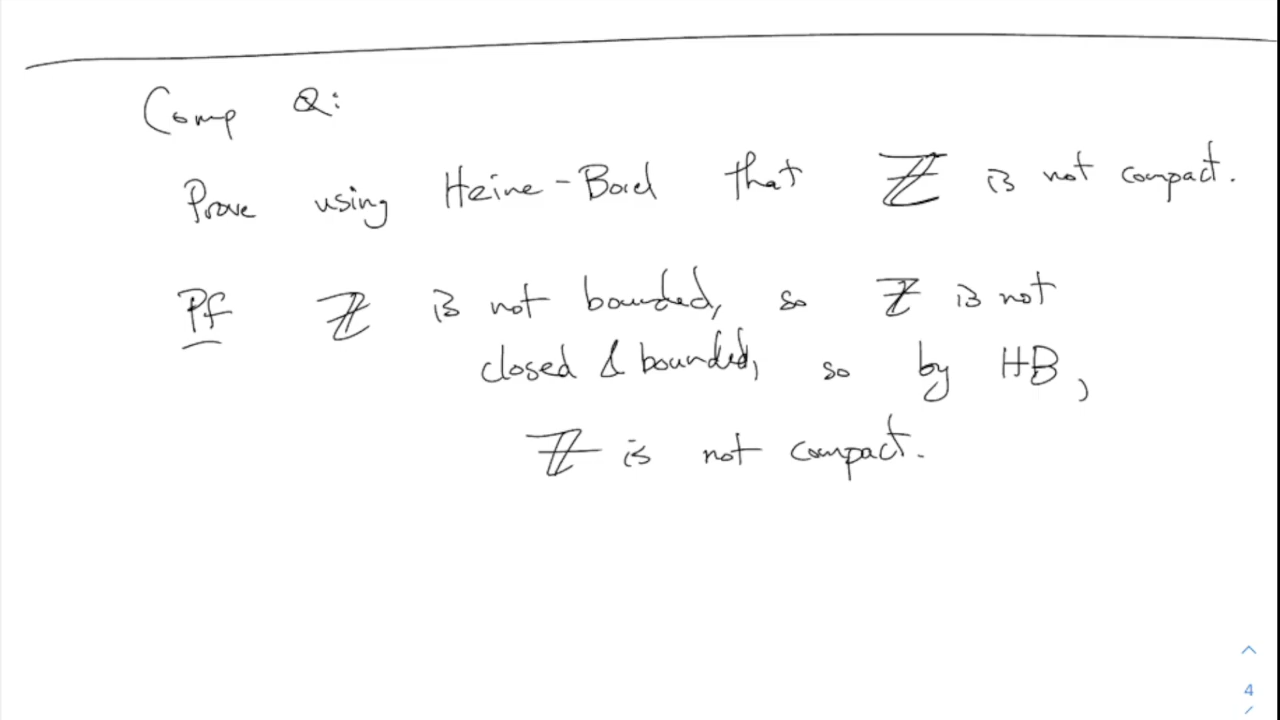 Comp Q:
Prove using Heine-Borel that ℤ is not compact.
Pf ℤ is not bounded, so ℤ is not
closed & bounded, so by HB,
ℤ is not compact.
4